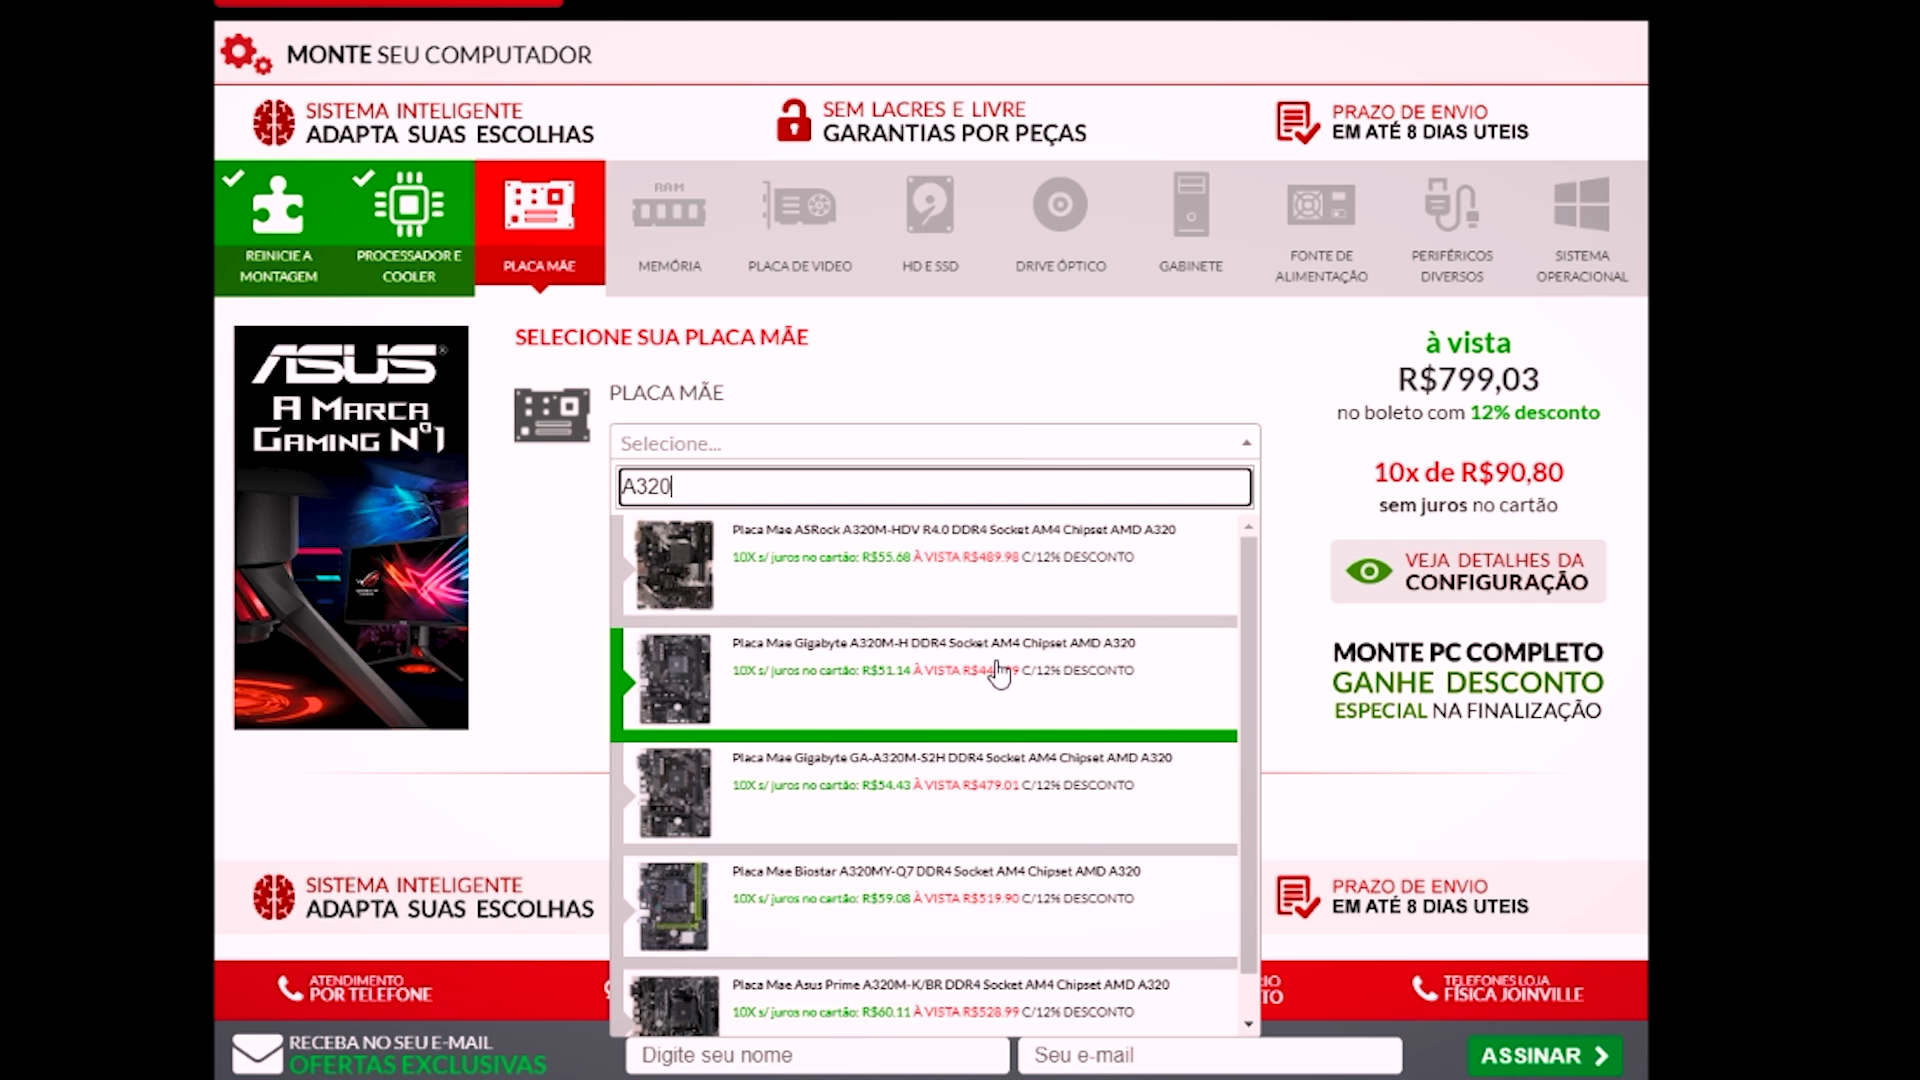 MONTE SEU COMPUTADOR
SISTEMA INTELIGENTE
ADAPTA SUAS ESCOLHAS
SEM LACRES E LIVRE
GARANTIAS POR PEÇAS
PRAZO DE ENVIO
EM ATÉ 8 DIAS UTEIS
REINICIE A
MONTAGEM
PROCESSADOR E
COOLER
PLACA MÃE
RAM
MEMÓRIA
PLACA DE VIDEO
HD E SSD
DRIVE ÓPTICO
GABINETE
FONTE DE
ALIMENTAÇÃO
PERIFÉRICOS
DIVERSOS
SISTEMA
OPERACIONAL
ASUS
A MARCA
GAMING Nº1
SELECIONE SUA PLACA MÃE
PLACA MÃE
Selecione...
A320
Placa Mae ASRock A320M-HDV R4.0 DDR4 Socket AM4 Chipset AMD A320
10X s/ juros no cartão: R$55.68 À VISTA R$489.98 C/12% DESCONTO
Placa Mae Gigabyte A320M-H DDR4 Socket AM4 Chipset AMD A320
10X s/ juros no cartão: R$51.14 À VISTA C/12% DESCONTO
Placa Mae Gigabyte GA-A320M-S2H DDR4 Socket AM4 Chipset AMD A320
10X s/ juros no cartão: R$54.43 À VISTA R$479.01 C/12% DESCONTO
Placa Mae Biostar A320MY-Q7 DDR4 Socket AM4 Chipset AMD A320
10X s/ juros no cartão: R$59.08 À VISTA R$519.90 C/12% DESCONTO
Placa Mae Asus Prime A320M-K/BR DDR4 Socket AM4 Chipset AMD A320
10X s/ juros no cartão: R$60.11 À VISTA R$528.99 C/12% DESCONTO
à vista
R$799,03
no boleto com 12% desconto
10x de R$90,80
sem juros no cartão
VEJA DETALHES DA
CONFIGURAÇÃO
MONTE PC COMPLETO
GANHE DESCONTO
ESPECIAL NA FINALIZAÇÃO
SISTEMA INTELIGENTE
ADAPTA SUAS ESCOLHAS
PRAZO DE ENVIO
EM ATÉ 8 DIAS UTEIS
ATENDIMENTO
POR TELEFONE
TELEFONES LOJA
FÍSICA JOINVILLE
RECEBA NO SEU E-MAIL
OFERTAS EXCLUSIVAS
Digite seu nome
Seu e-mail
ASSINAR